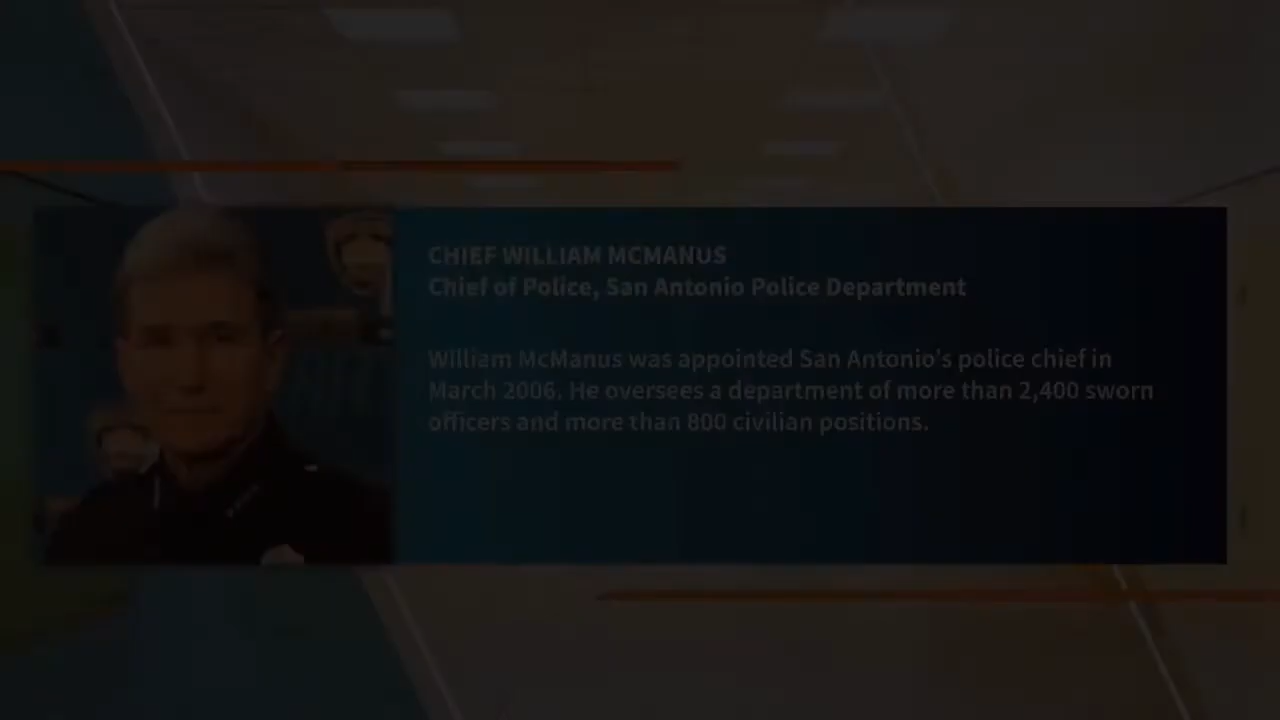 CHIEF WILLIAM MCMANUS
Chief of Police, San Antonio Police Department
William McManus was appointed San Antonio's police chief in
March 2006. He oversees a department of more than 2,400 sworn
officers and more than 800 civilian positions.